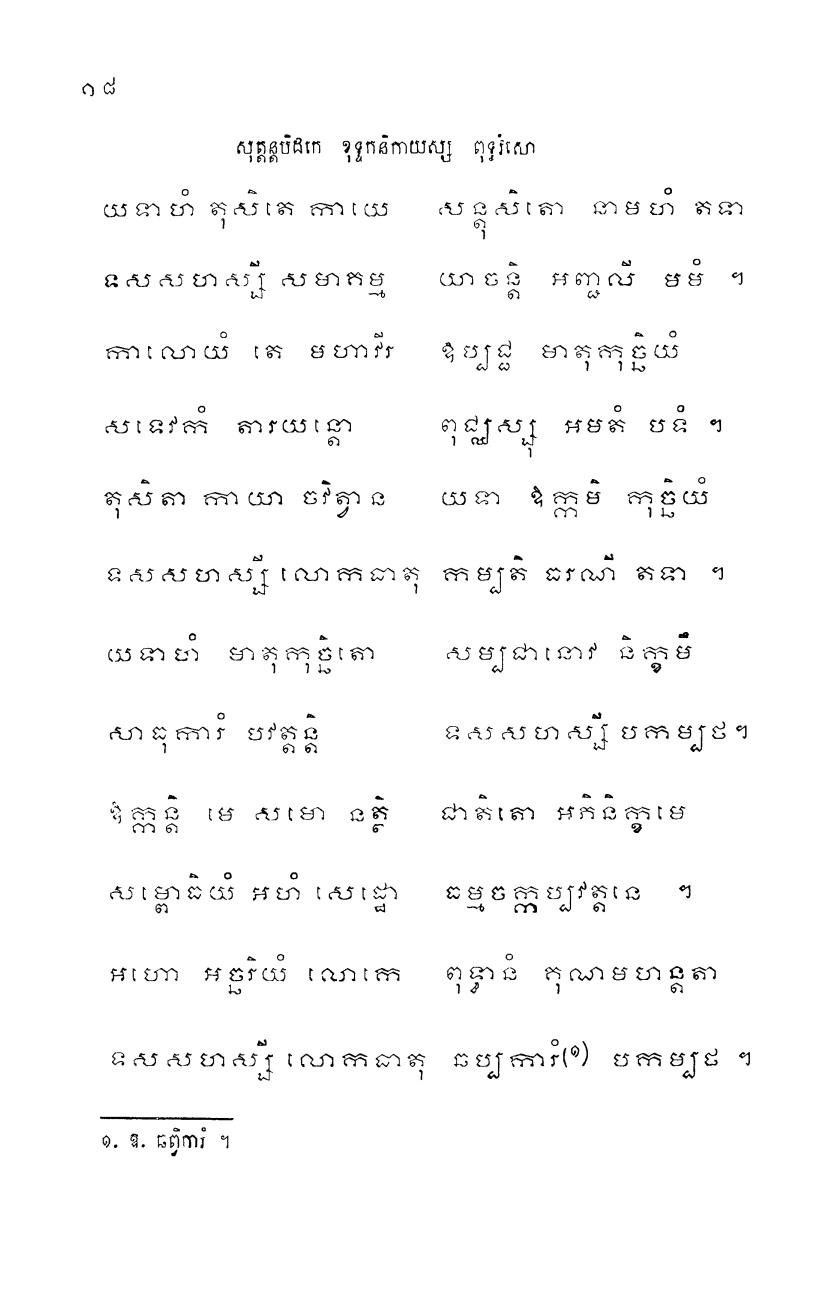 ១៨
សុត្តន្តបិដកេ ខុទ្ទកនិកាយស្ស ពុទ្ធវំសោ
យទាហំ តុសិតេ កាយេ សន្តុសិតោ នាមហំ តទា
ទសសហស្សី សមាគម្ម យាចន្តិ អញ្ជលី មមំ ។
កាលោយំ តេ មហាវីរ ឱប្បជ្ជ មាតុកុច្ឆិយំ
សទេវកំ តារយន្តោ ពុជ្ឈស្សុ អមតំ បទំ ។
តុសិតា កាយា ចវិត្វាន យទា ឱក្កមិ កុច្ឆិយំ
ទសសហស្សី លោកធាតុ កម្បតិ ធរណី តទា ។
យទាហំ មាតុកុច្ឆិតោ សម្បជានោវ និក្ខមឹ
សាធុការំ បវត្តន្តិ ទសសហស្សី បកម្បថ។
ឱក្កន្តិ មេ សមោ នត្ថិ ជាតិតោ អភិនិក្ខមេ
សម្ពោធិយំ អហំ សេដ្ឋោ ធម្មចក្កប្បវត្តនេ ។
អហោ អច្ឆរិយំ លោកេ ពុទ្ធានំ គុណមហន្តតា
ទសសហស្សី លោកធាតុ ឆប្បការំ(១) បកម្បថ ។
១. ឱ. ឆព្វិការំ ។